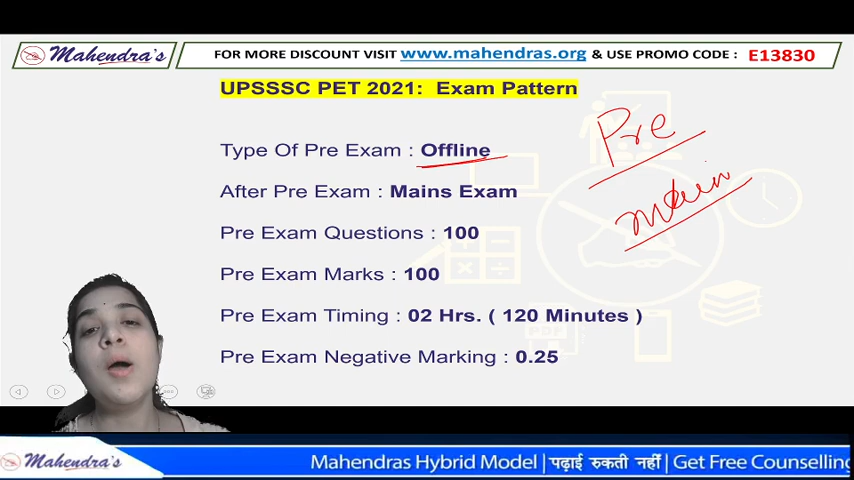 Mahendra's
FOR MORE DISCOUNT VISIT www.mahendras.org & USE PROMO CODE : E13830
UPSSSC PET 2021: Exam Pattern
Pre
Type Of Pre Exam : Offline
main
After Pre Exam : Mains Exam
Pre Exam Questions : 100
Pre Exam Marks : 100
Pre Exam Timing : 02 Hrs. ( 120 Minutes )
Pre Exam Negative Marking : 0.25
Mahendra's
Mahendras Hybrid Model | पढ़ाई रुकती नहीं | Get Free Counselling